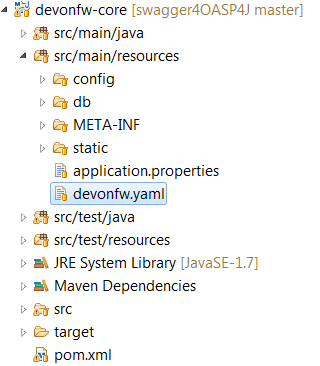 devonfw-core [swagger4OASP4J master]
src/main/java
src/main/resources
config
db
META-INF
static
application.properties
devonfw.yaml
src/test/java
src/test/resources
JRE System Library [JavaSE-1.7]
Maven Dependencies
src
target
pom.xml